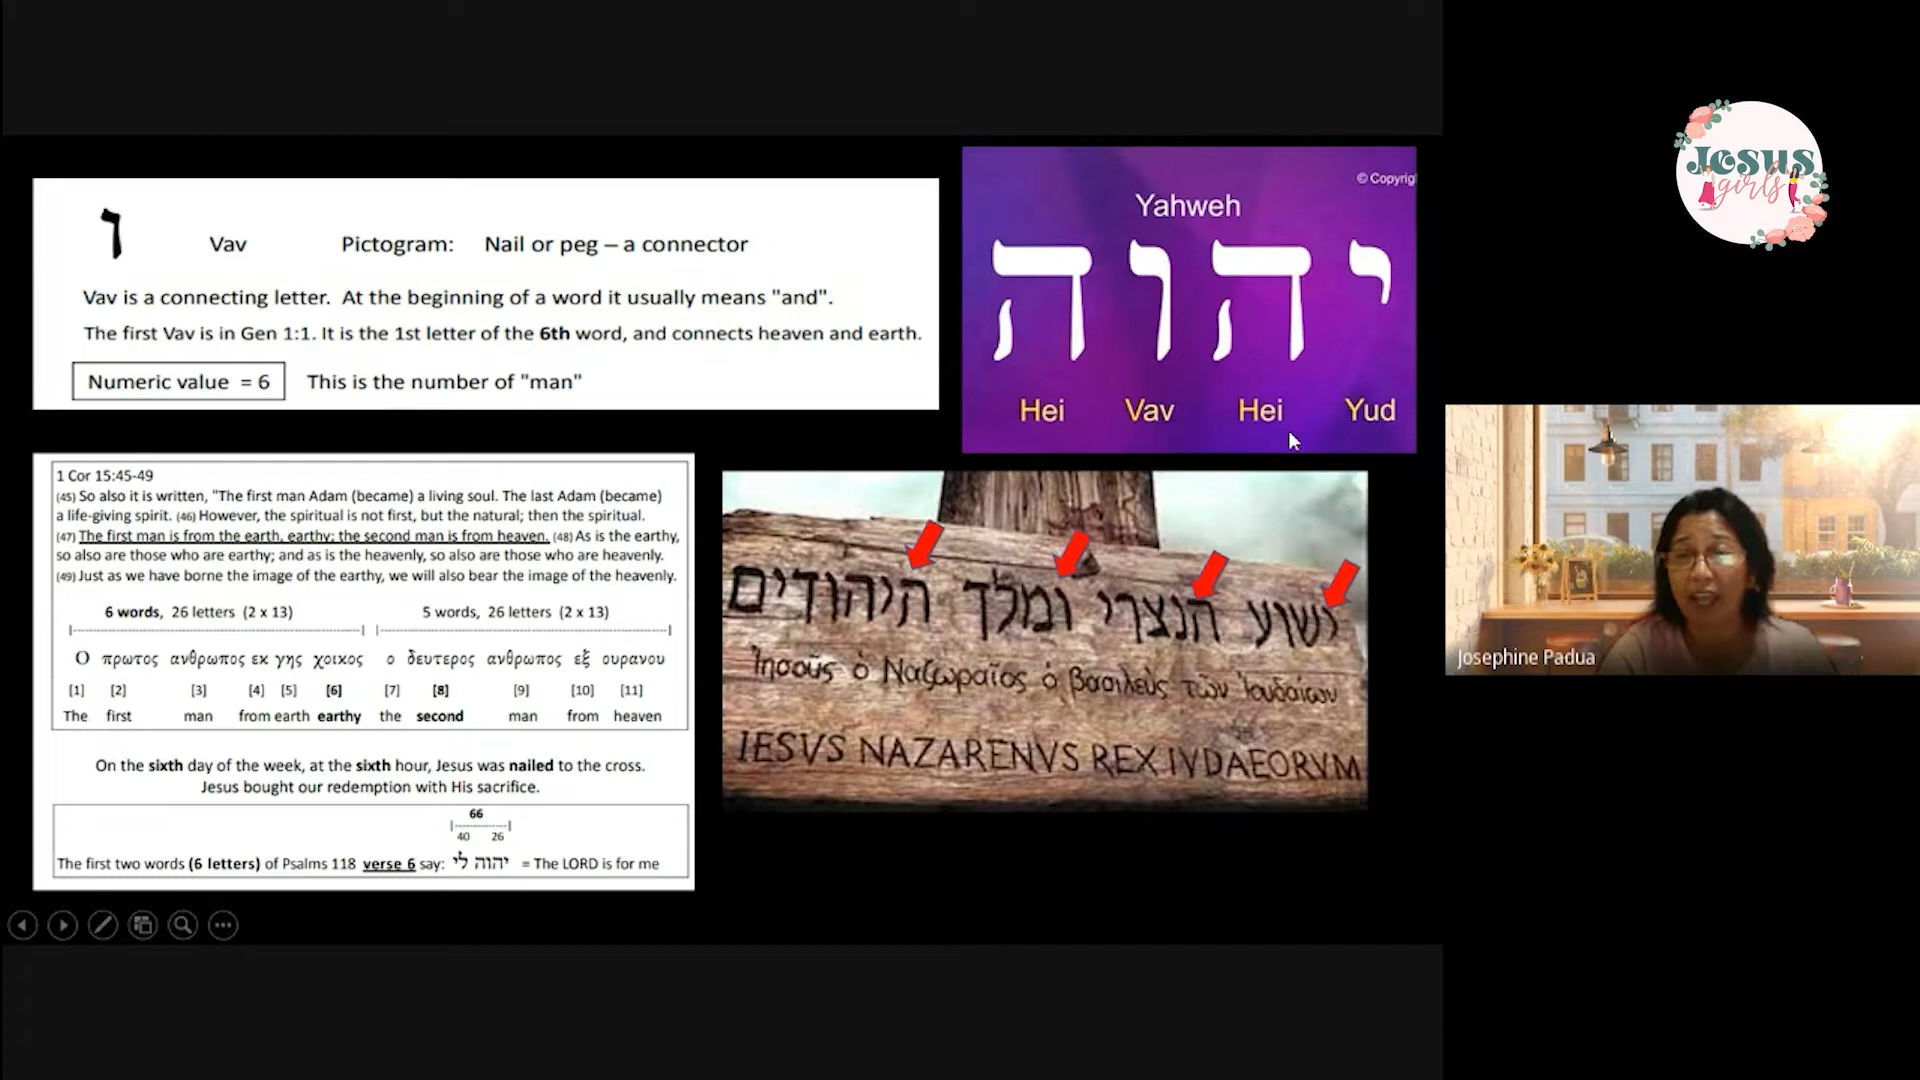 ו Vav Pictogram: Nail or peg – a connector
Vav is a connecting letter. At the beginning of a word it usually means "and".
The first Vav is in Gen 1:1. It is the 1st letter of the 6th word, and connects heaven and earth.
Numeric value = 6 This is the number of "man"
© Copyrig
Yahweh
יהוה
Hei Vav Hei Yud
1 Cor 15:45-49
(45) So also it is written, "The first man Adam (became) a living soul. The last Adam (became)
a life-giving spirit. (46) However, the spiritual is not first, but the natural; then the spiritual.
(47) The first man is from the earth, earthy; the second man is from heaven. (48) As is the earthy,
so also are those who are earthy; and as is the heavenly, so also are those who are heavenly.
(49) Just as we have borne the image of the earthy, we will also bear the image of the heavenly.
6 words, 26 letters (2 x 13) 5 words, 26 letters (2 x 13)
Ο πρωτος ανθρωπος εκ γης χοικος ο δευτερος ανθρωπος εξ ουρανου
[1] [2] [3] [4] [5] [6] [7] [8] [9] [10] [11]
The first man from earth earthy the second man from heaven
On the sixth day of the week, at the sixth hour, Jesus was nailed to the cross.
Jesus bought our redemption with His sacrifice.
66
40 26
The first two words (6 letters) of Psalms 118 verse 6 say: יהוה לי = The LORD is for me
ישוע הנצרי ומלך היהודים
Ἰησοῦς ὁ Ναζωραῖος ὁ βασιλεὺς τῶν Ἰουδαίων
IESVS NAZARENVS REX IVDAEORVM
Jesus
girls
Josephine Padua